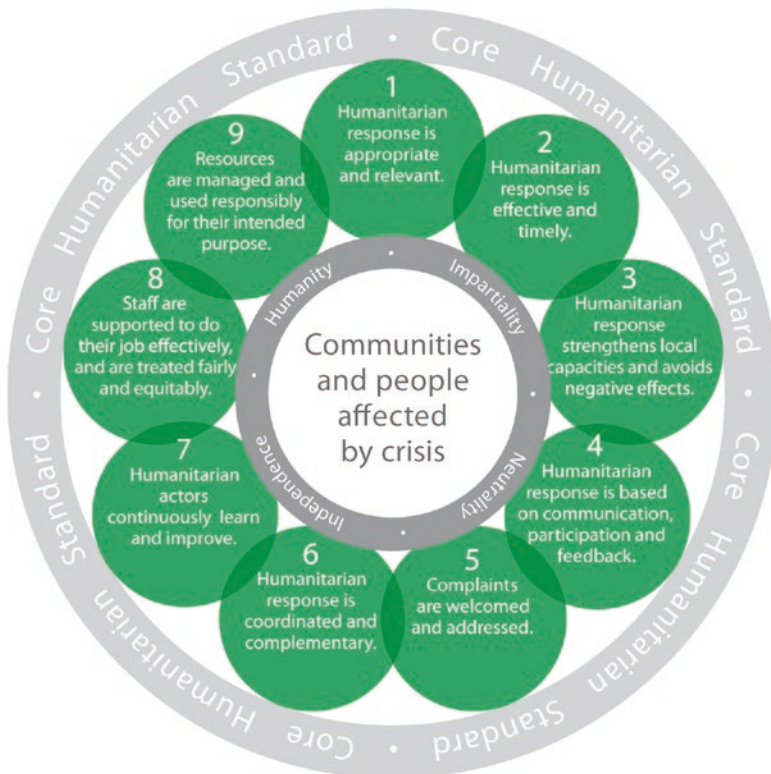 Core Humanitarian Standard · Core Humanitarian Standard · Core Humanitarian Standard · Core Humanitarian Standard ·
1
Humanitarian
response is
appropriate
and relevant.
2
Humanitarian
response is
effective and
timely.
3
Humanitarian
response
strengthens local
capacities and avoids
negative effects.
4
Humanitarian
response is based
on communication,
participation and
feedback.
5
Complaints
are welcomed
and addressed.
6
Humanitarian
response is
coordinated and
complementary.
7
Humanitarian
actors
continuously learn
and improve.
8
Staff are
supported to do
their job effectively,
and are treated fairly
and equitably.
9
Resources
are managed and
used responsibly
for their intended
purpose.
Humanity · Impartiality · Neutrality · Independence ·
Communities
and people
affected
by crisis